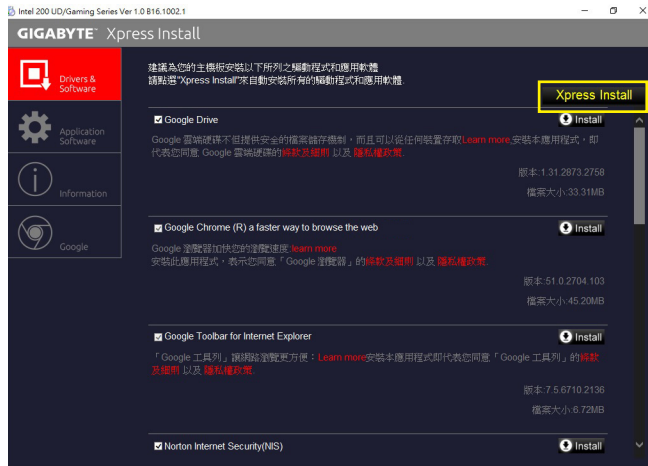 Intel 200 UD/Gaming Series Ver 1.0 B16.1002.1
GIGABYTE™ Xpress Install
Drivers & Software
Application Software
Information
Google
建議為您的主機板安裝以下所列之驅動程式和應用軟體
請點選"Xpress Install"來自動安裝所有的驅動程式和應用軟體.
Xpress Install
Google Drive
Install
Google 雲端硬碟不但提供安全的檔案儲存機制，而且可以從任何裝置存取Learn more,安裝本應用程式，即
代表您同意 Google 雲端硬碟的條款及細則 以及 隱私權政策.
版本:1.31.2873.2758
檔案大小:33.31MB
Google Chrome (R) a faster way to browse the web
Install
Google 瀏覽器加快您的瀏覽速度.learn more
安裝此應用程式，表示您同意「Google 瀏覽器」的條款及細則 以及 隱私權政策.
版本:51.0.2704.103
檔案大小:45.20MB
Google Toolbar for Internet Explorer
Install
「Google 工具列」讓網路瀏覽更方便；Learn more安裝本應用程式即代表您同意「Google 工具列」的條款
及細則 以及 隱私權政策.
版本:7.5.6710.2136
檔案大小:6.72MB
Norton Internet Security(NIS)
Install